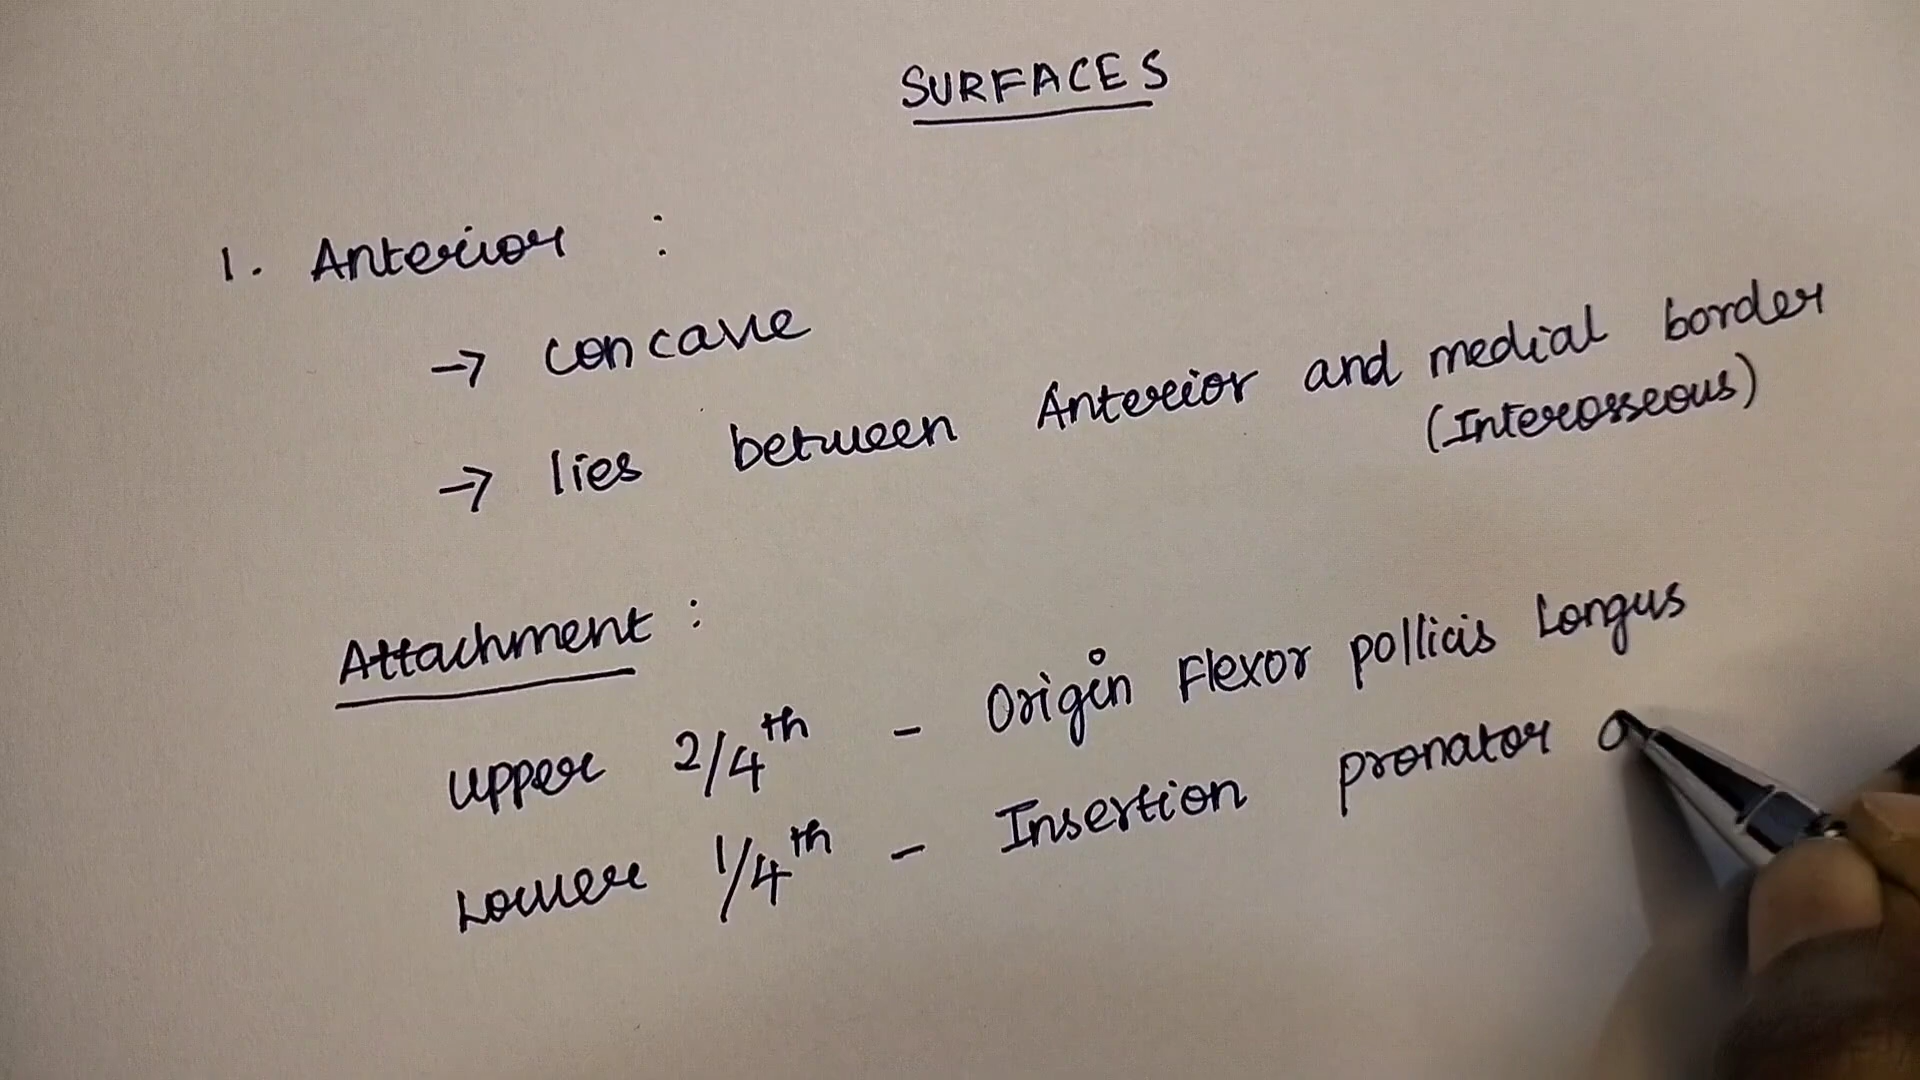 SURFACES
1. Anterior :
→ concave
→ lies between Anterior and medial border
(Interosseous)
Attachment :
Upper 2/4th - Origin Flexor pollicis Longus
Lower 1/4th - Insertion pronator